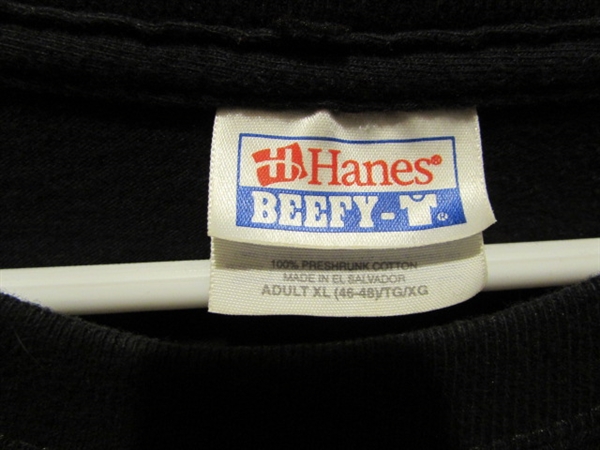 Hanes®
BEEFY-T®
100% PRESHRUNK COTTON
MADE IN EL SALVADOR
ADULT XL (46-48)/TG/XG